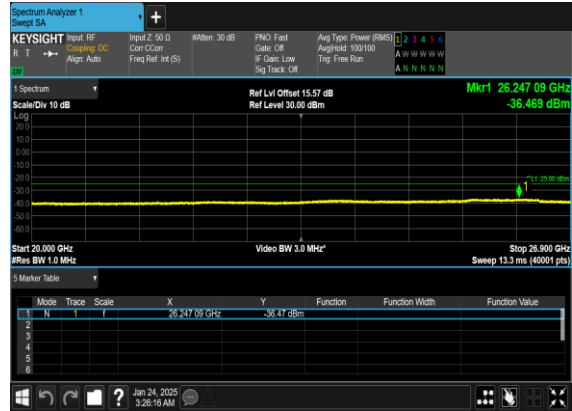 Spectrum Analyzer 1
Swept SA
+
KEYSIGHT Input: RF Input Z: 50 Ω #Atten: 30 dB PNO: Fast Avg Type: Power (RMS) 1 2 3 4 5 6
R T Coupling: DC Corr CCorr Gate: Off Avg|Hold: 100/100 A W W W W W
Align: Auto Freq Ref: Int (S) IF Gain: Low Trig: Free Run
Sig Track: Off A N N N N N
1 Spectrum Ref Lvl Offset 15.57 dB Mkr1 26.247 09 GHz
Scale/Div 10 dB Ref Level 30.00 dBm -36.469 dBm
Log
20.0
10.0
0.00
-10.0
-20.0
DL1 -25.00 dBm
-30.0
1
-40.0
-50.0
-60.0
Start 20.000 GHz Video BW 3.0 MHz* Stop 26.900 GHz
#Res BW 1.0 MHz Sweep 13.3 ms (40001 pts)
5 Marker Table
Mode Trace Scale X Y Function Function Width Function Value
1 N 1 f 26.247 09 GHz -36.47 dBm
2
3
4
5
6
? Jan 24, 2025
3:26:16 AM